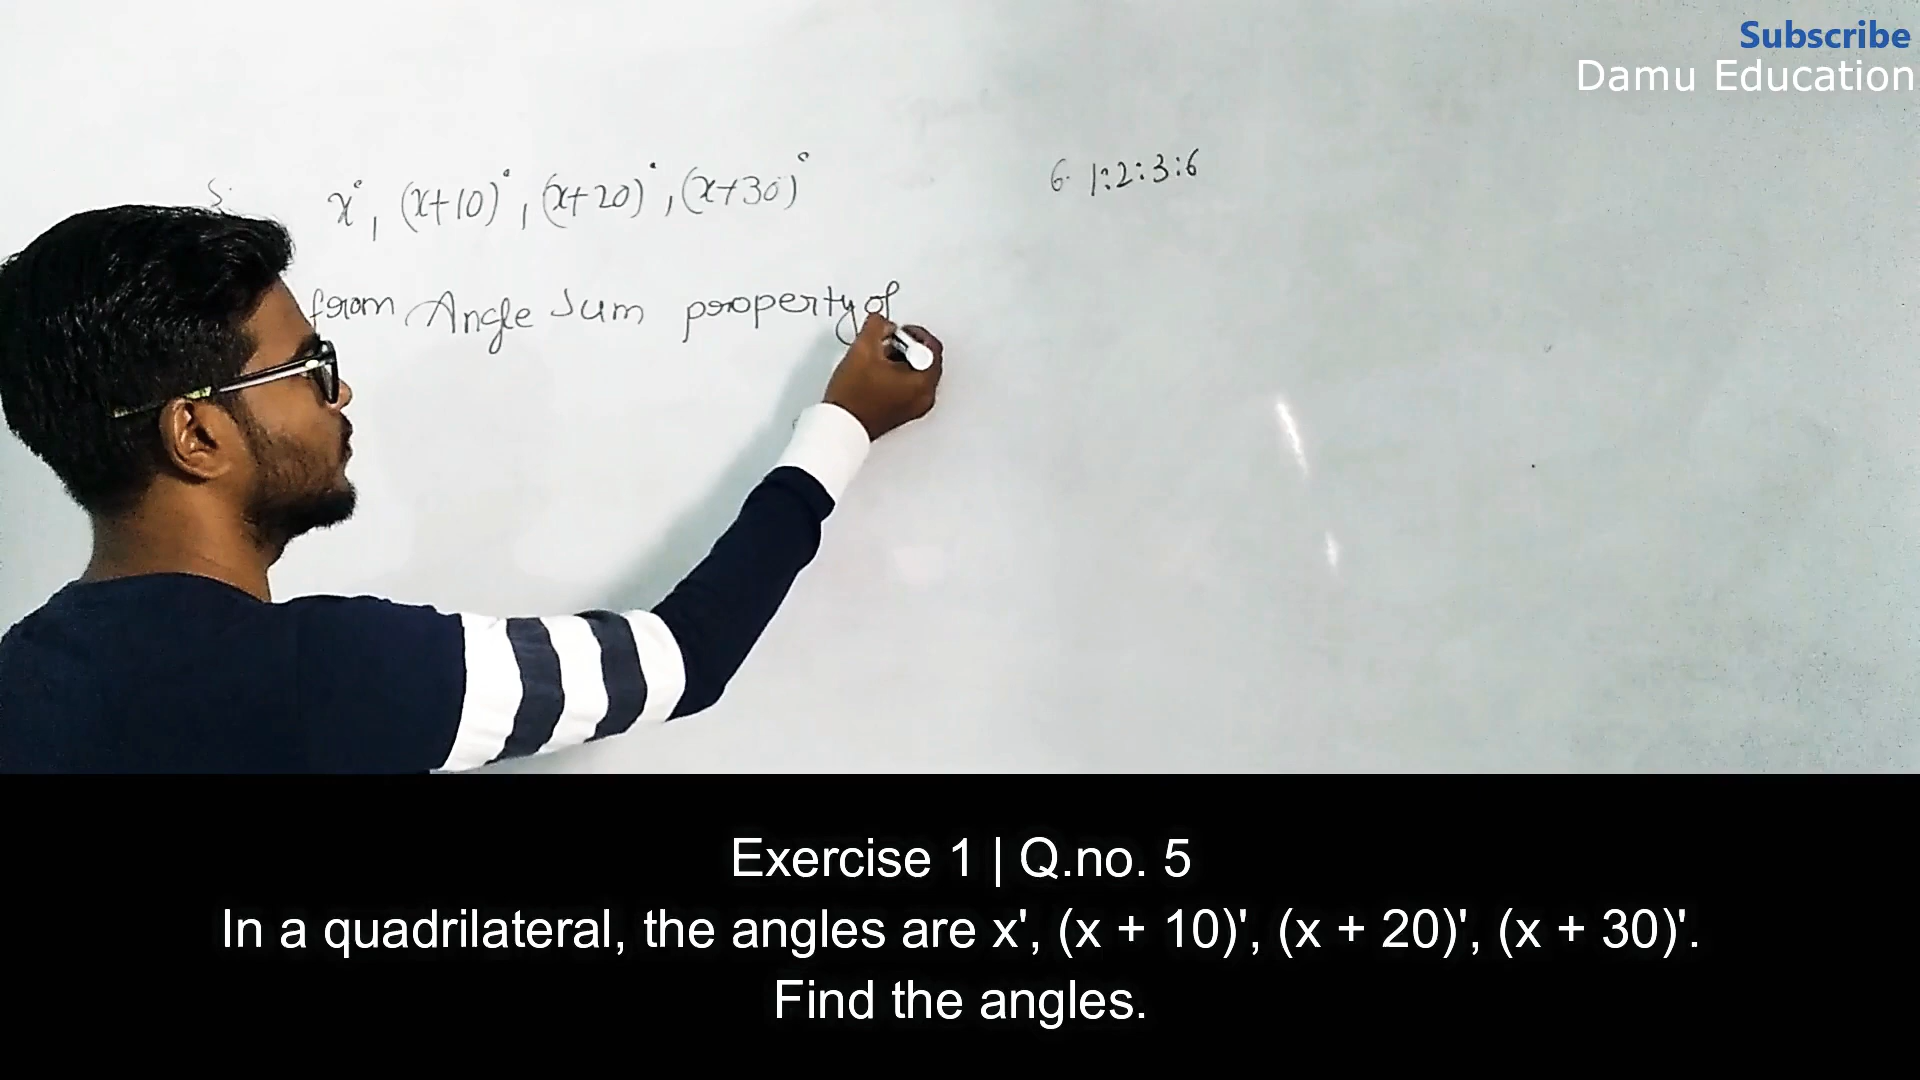 Subscribe
Damu Education
5. x°, (x+10)°, (x+20)°, (x+30)°
6. 1:2:3:6
from Angle Sum property of
Exercise 1 | Q.no. 5
In a quadrilateral, the angles are x', (x + 10)', (x + 20)', (x + 30)'.
Find the angles.